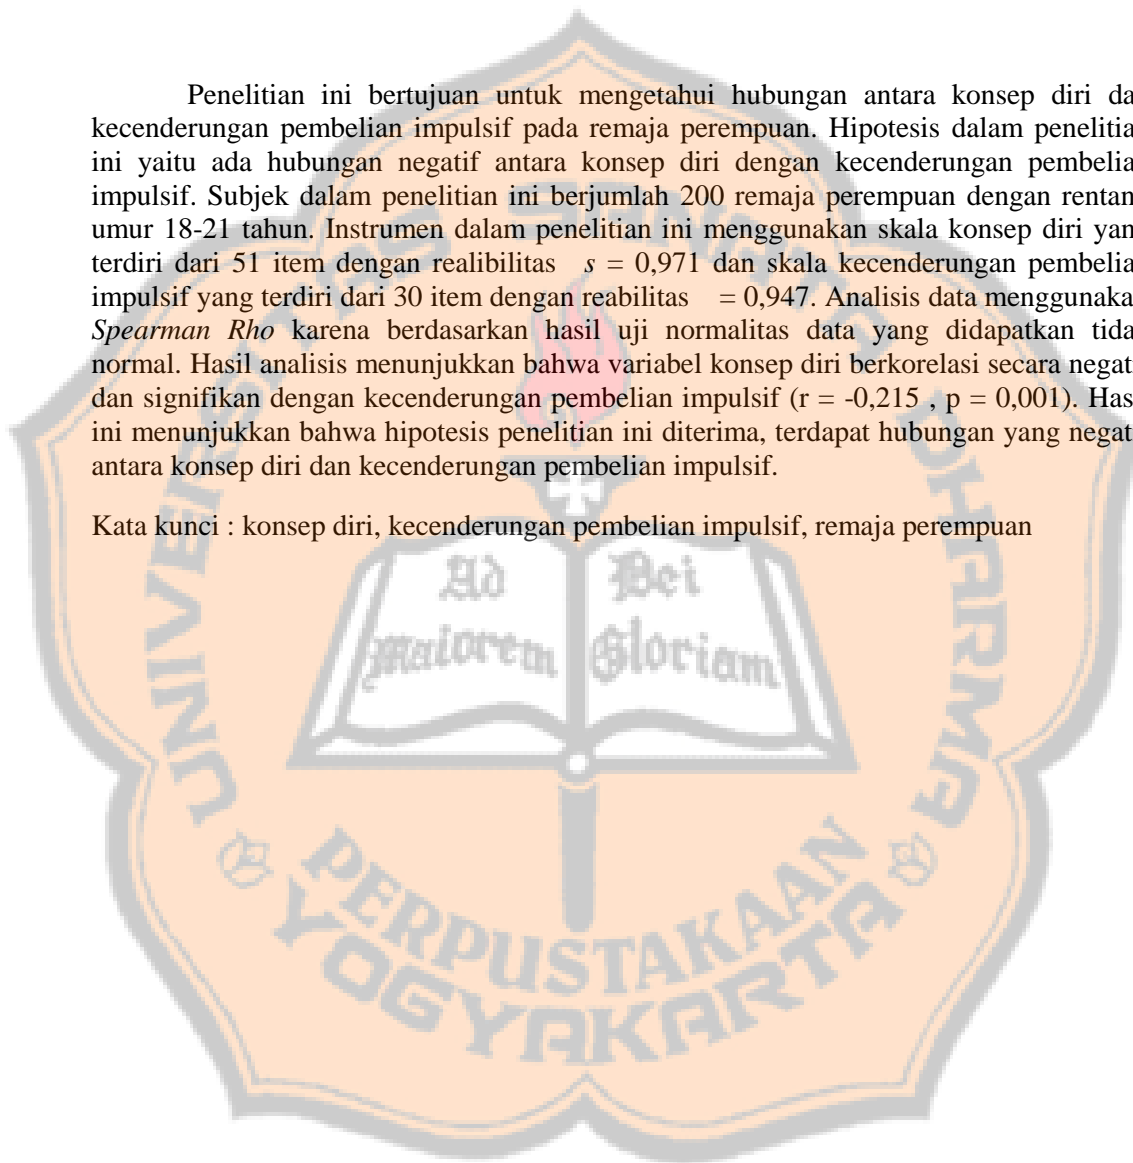 Penelitian ini bertujuan untuk mengetahui hubungan antara konsep diri da
kecenderungan pembelian impulsif pada remaja perempuan. Hipotesis dalam penelitia
ini yaitu ada hubungan negatif antara konsep diri dengan kecenderungan pembelia
impulsif. Subjek dalam penelitian ini berjumlah 200 remaja perempuan dengan rentan
umur 18-21 tahun. Instrumen dalam penelitian ini menggunakan skala konsep diri yan
terdiri dari 51 item dengan realibilitas s = 0,971 dan skala kecenderungan pembelia
impulsif yang terdiri dari 30 item dengan reabilitas = 0,947. Analisis data menggunaka
Spearman Rho karena berdasarkan hasil uji normalitas data yang didapatkan tida
normal. Hasil analisis menunjukkan bahwa variabel konsep diri berkorelasi secara negat
dan signifikan dengan kecenderungan pembelian impulsif (r = -0,215 , p = 0,001). Has
ini menunjukkan bahwa hipotesis penelitian ini diterima, terdapat hubungan yang negat
antara konsep diri dan kecenderungan pembelian impulsif.
Kata kunci : konsep diri, kecenderungan pembelian impulsif, remaja perempuan
UNIVERSITAS SANATA DHARMA
Ad Dei
Maiorem Gloriam
PERPUSTAKAAN
YOGYAKARTA